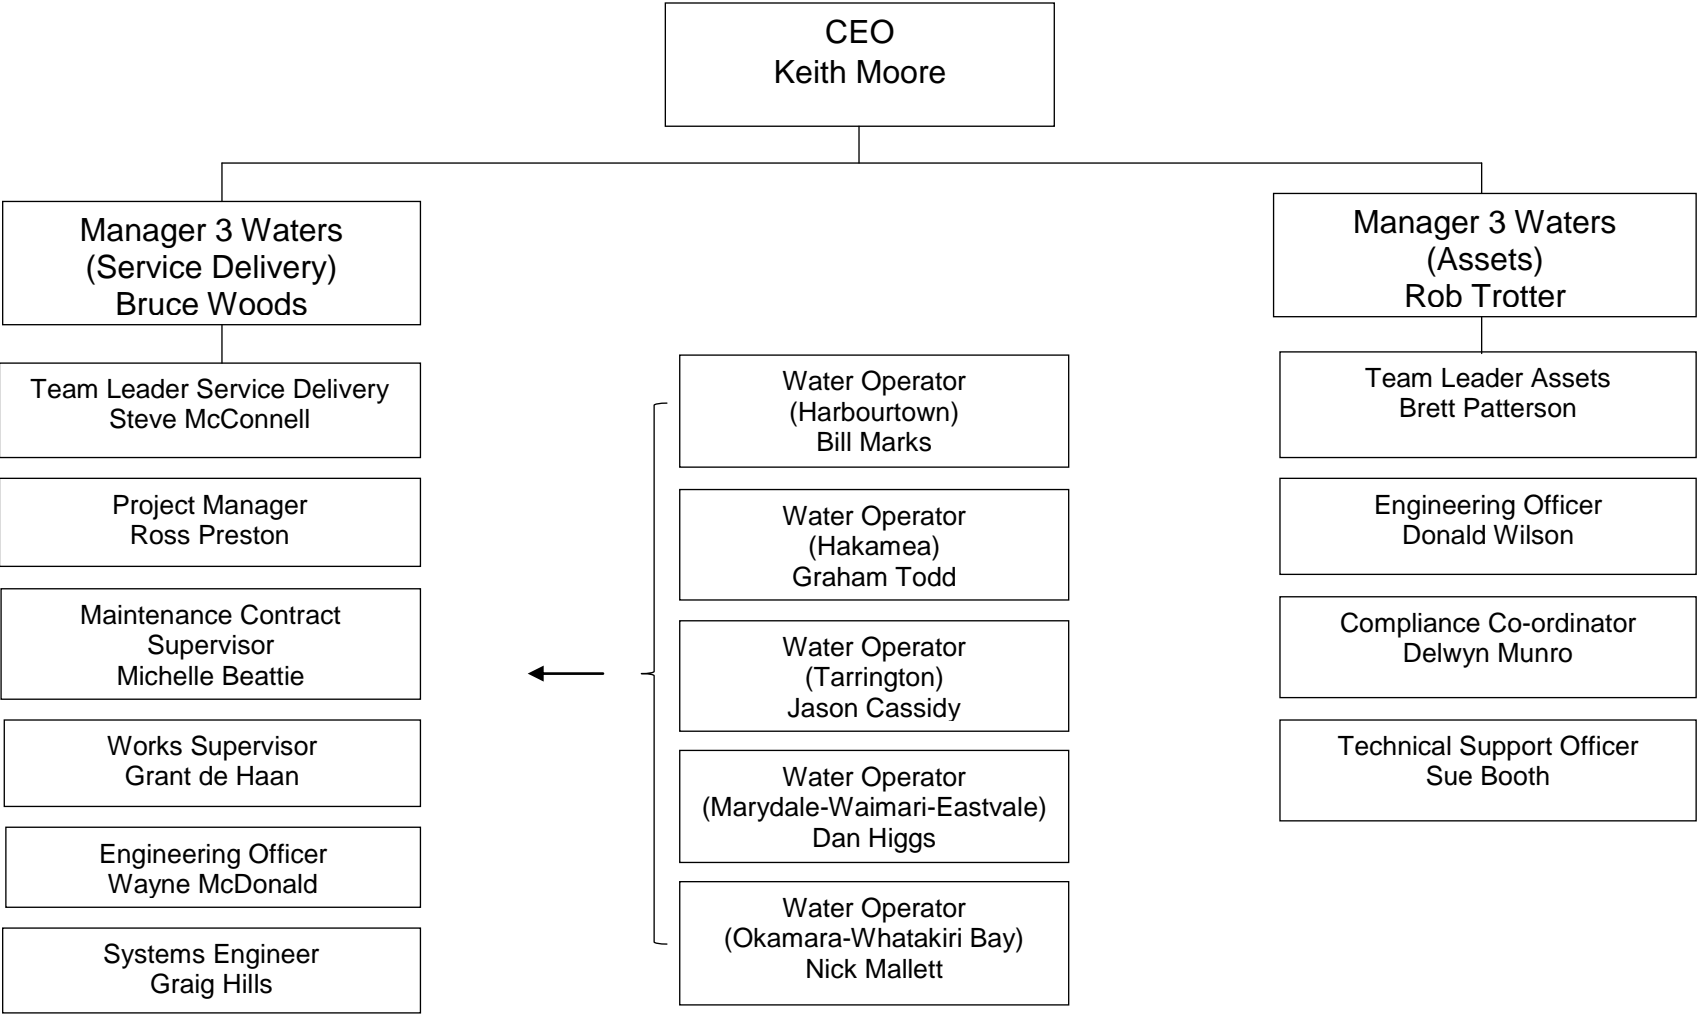 CEO
Keith Moore
Manager 3 Waters
(Service Delivery)
Bruce Woods
Team Leader Service Delivery
Steve McConnell
Project Manager
Ross Preston
Maintenance Contract
Supervisor
Michelle Beattie
Works Supervisor
Grant de Haan
Engineering Officer
Wayne McDonald
Systems Engineer
Graig Hills
Water Operator
(Harbourtown)
Bill Marks
Water Operator
(Hakamea)
Graham Todd
Water Operator
(Tarrington)
Jason Cassidy
Water Operator
(Marydale-Waimari-Eastvale)
Dan Higgs
Water Operator
(Okamara-Whatakiri Bay)
Nick Mallett
Manager 3 Waters
(Assets)
Rob Trotter
Team Leader Assets
Brett Patterson
Engineering Officer
Donald Wilson
Compliance Co-ordinator
Delwyn Munro
Technical Support Officer
Sue Booth